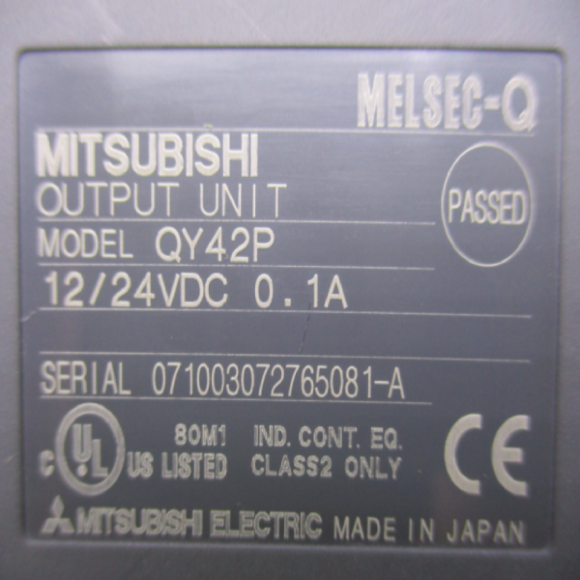 MELSEC-Q
MITSUBISHI
OUTPUT UNIT
PASSED
MODEL QY42P
12/24VDC 0.1A
SERIAL 071003072765081-A
C UL US LISTED
80M1 IND. CONT. EQ.
CLASS2 ONLY
CE
MITSUBISHI ELECTRIC MADE IN JAPAN